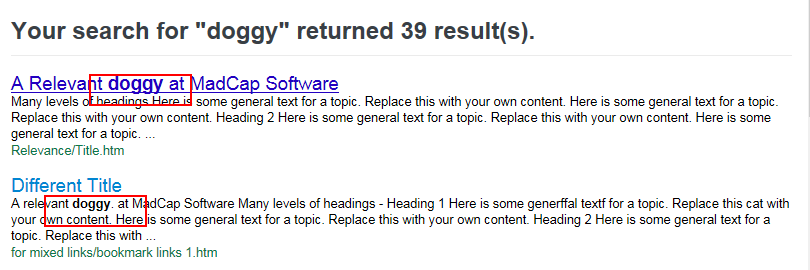 Your search for "doggy" returned 39 result(s).
A Relevant doggy at MadCap Software
Many levels of headings Here is some general text for a topic. Replace this with your own content. Here is some general text for a topic.
Replace this with your own content. Heading 2 Here is some general text for a topic. Replace this with your own content. Here is some
general text for a topic. ...
Relevance/Title.htm
Different Title
A relevant doggy. at MadCap Software Many levels of headings - Heading 1 Here is some generffal textf for a topic. Replace this cat with
your own content. Here is some general text for a topic. Replace this with your own content. Heading 2 Here is some general text for a
topic. Replace this with ...
for mixed links/bookmark links 1.htm